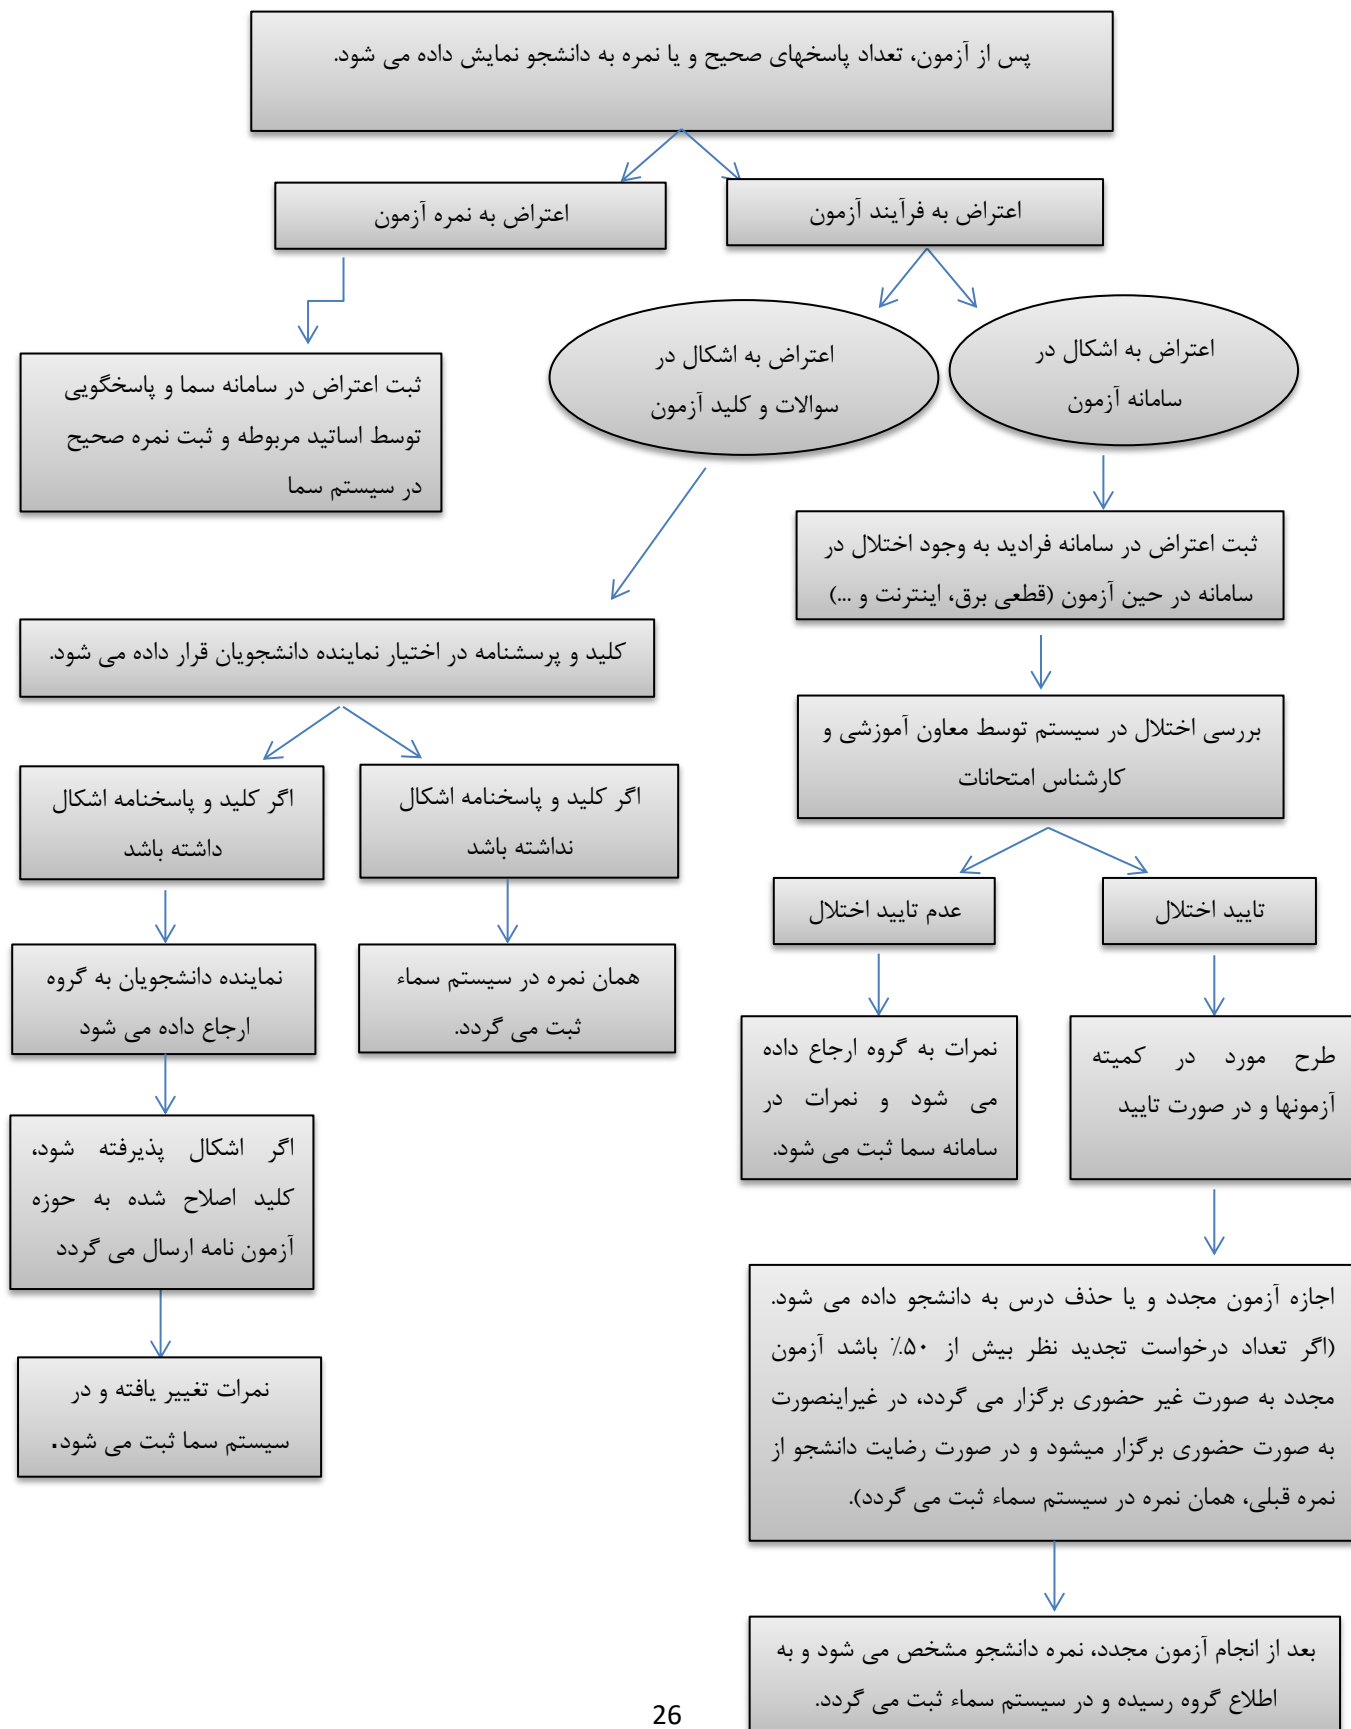 پس از آزمون، تعداد پاسخهای صحیح و یا نمره به دانشجو نمایش داده می شود.
اعتراض به فرآیند آزمون
اعتراض به نمره آزمون
اعتراض به اشکال در
سامانه آزمون
اعتراض به اشکال در
سوالات و کلید آزمون
ثبت اعتراض در سامانه سما و پاسخگویی
توسط اساتید مربوطه و ثبت نمره صحیح
در سیستم سما
ثبت اعتراض در سامانه فرادید به وجود اختلال در
سامانه در حین آزمون (قطعی برق، اینترنت و ...)
کلید و پرسشنامه در اختیار نماینده دانشجویان قرار داده می شود.
بررسی اختلال در سیستم توسط معاون آموزشی و
کارشناس امتحانات
اگر کلید و پاسخنامه اشکال
نداشته باشد
اگر کلید و پاسخنامه اشکال
داشته باشد
تایید اختلال
عدم تایید اختلال
همان نمره در سیستم سماء
ثبت می گردد.
نماینده دانشجویان به گروه
ارجاع داده می شود
طرح مورد در کمیته
آزمونها و در صورت تایید
نمرات به گروه ارجاع داده
می شود و نمرات در
سامانه سما ثبت می شود.
اگر اشکال پذیرفته شود،
کلید اصلاح شده به حوزه
آزمون نامه ارسال می گردد
اجازه آزمون مجدد و یا حذف درس به دانشجو داده می شود.
(اگر تعداد درخواست تجدید نظر بیش از ۵۰٪ باشد آزمون
مجدد به صورت غیر حضوری برگزار می گردد، در غیراینصورت
به صورت حضوری برگزار میشود و در صورت رضایت دانشجو از
نمره قبلی، همان نمره در سیستم سماء ثبت می گردد).
نمرات تغییر یافته و در
سیستم سما ثبت می شود.
بعد از انجام آزمون مجدد، نمره دانشجو مشخص می شود و به
اطلاع گروه رسیده و در سیستم سماء ثبت می گردد.
26